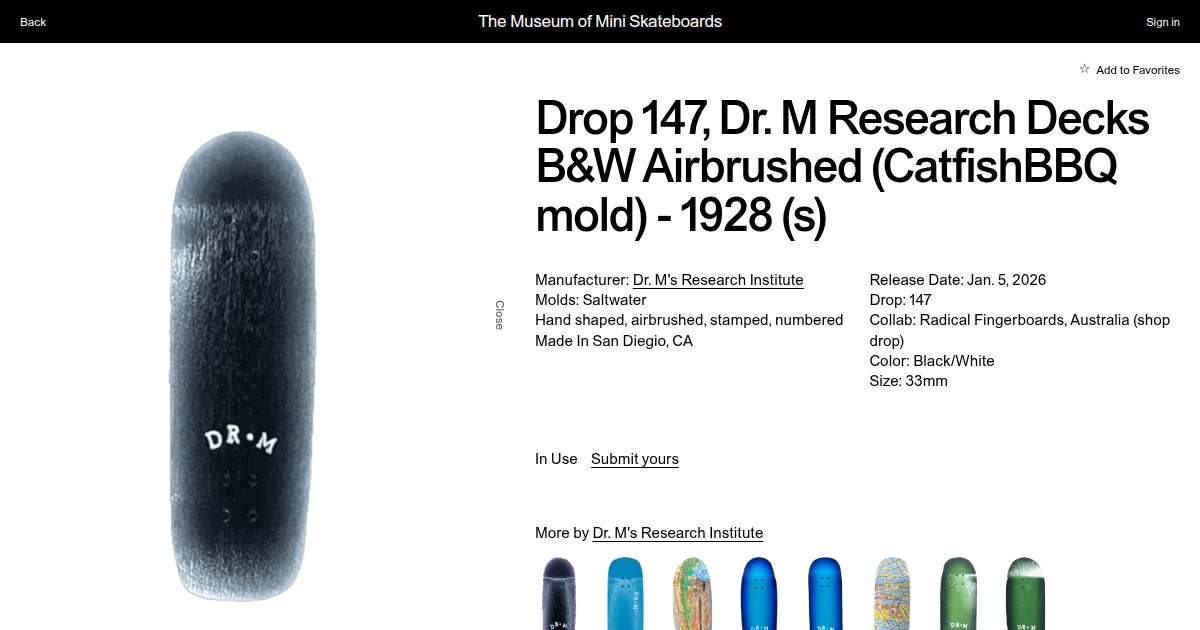 Back
The Museum of Mini Skateboards
Sign in
☆ Add to Favorites
Drop 147, Dr. M Research Decks
B&W Airbrushed (CatfishBBQ
mold) - 1928 (s)
Manufacturer: Dr. M's Research Institute
Molds: Saltwater
Hand shaped, airbrushed, stamped, numbered
Made In San Diegio, CA
Release Date: Jan. 5, 2026
Drop: 147
Collab: Radical Fingerboards, Australia (shop
drop)
Color: Black/White
Size: 33mm
Close
DR•M
In Use Submit yours
More by Dr. M's Research Institute